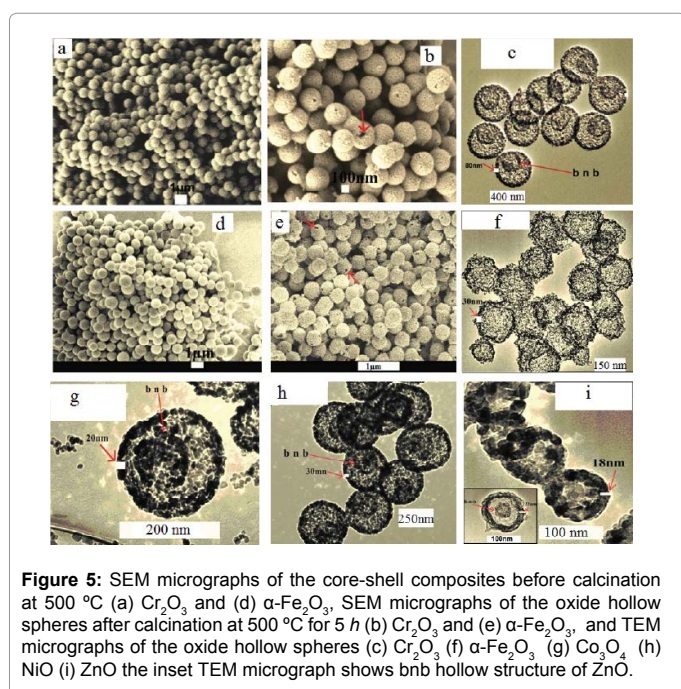 a
1µm
b
100nm
c
80nm
b n b
400 nm
d
1µm
e
1µm
f
30nm
150 nm
g
b n b
20nm
200 nm
h
b n b
30nm
250nm
i
18nm
100 nm
100nm
Figure 5: SEM micrographs of the core-shell composites before calcination
at 500 ºC (a) Cr₂O₃ and (d) α-Fe₂O₃, SEM micrographs of the oxide hollow
spheres after calcination at 500 ºC for 5 h (b) Cr₂O₃ and (e) α-Fe₂O₃, and TEM
micrographs of the oxide hollow spheres (c) Cr₂O₃ (f) α-Fe₂O₃ (g) Co₃O₄ (h)
NiO (i) ZnO the inset TEM micrograph shows bnb hollow structure of ZnO.